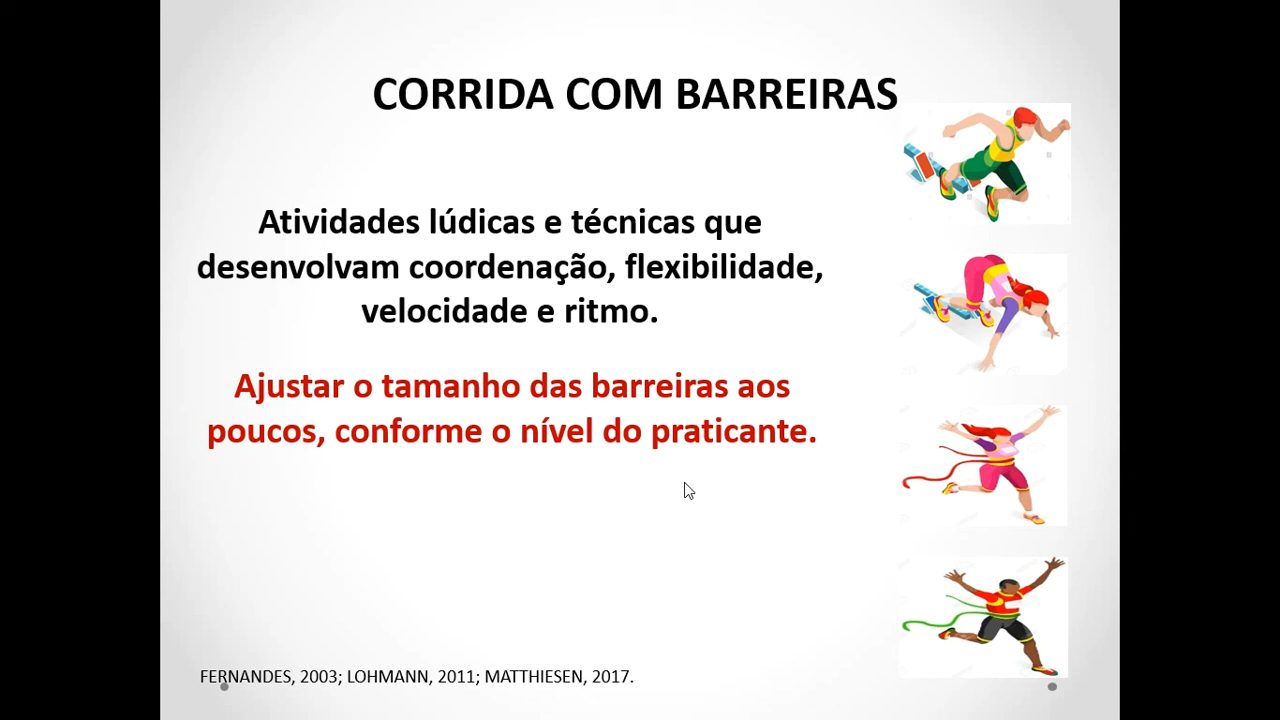 CORRIDA COM BARREIRAS
Atividades lúdicas e técnicas que
desenvolvam coordenação, flexibilidade,
velocidade e ritmo.
Ajustar o tamanho das barreiras aos
poucos, conforme o nível do praticante.
FERNANDES, 2003; LOHMANN, 2011; MATTHIESEN, 2017.